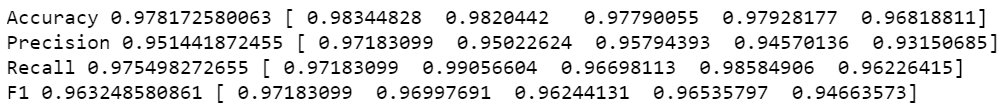 Accuracy 0.978172580063 [ 0.98344828  0.9820442   0.97790055  0.97928177  0.96818811]
Precision 0.951441872455 [ 0.97183099  0.95022624  0.95794393  0.94570136  0.93150685]
Recall 0.975498272655 [ 0.97183099  0.99056604  0.96698113  0.98584906  0.96226415]
F1 0.963248580861 [ 0.97183099  0.96997691  0.96244131  0.96535797  0.94663573]